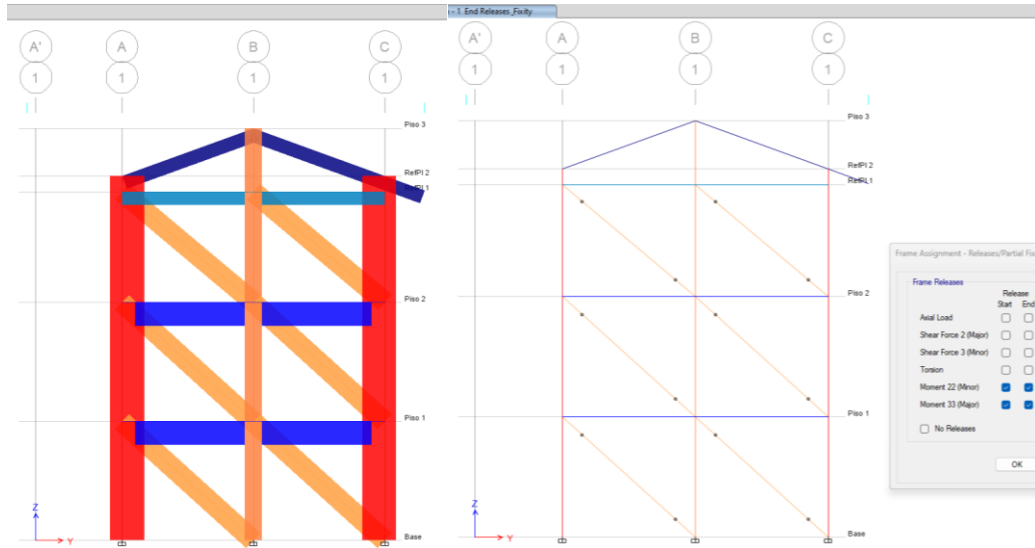 - 1 End Releases_Fixity
A'
A
B
C
1
1
1
1
Piso 3
RefPl 2
RefPl 1
Piso 2
Piso 1
Base
Z
Y
A'
A
B
C
1
1
1
1
Piso 3
RefPl 2
RefPl 1
Piso 2
Piso 1
Base
Z
Y
Frame Assignment - Releases/Partial
Frame Releases
Release
Start End
Axial Load
Shear Force 2 (Major)
Shear Force 3 (Minor)
Torsion
Moment 22 (Minor)
Moment 33 (Major)
No Releases
OK